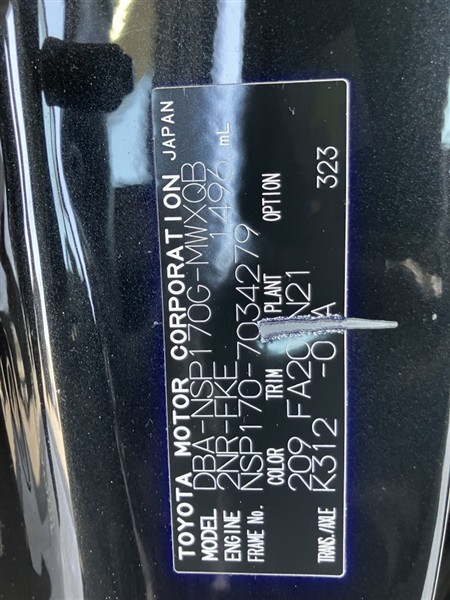 TOYOTA MOTOR CORPORATION JAPAN
MODEL DBA-NSP170G-MWXQB
ENGINE 2NR-FKE 1496 mL
FRAME No. NSP170-7034279
COLOR TRIM PLANT OPTION
209 FA20 N21
TRANS./AXLE K312 -0 A 323